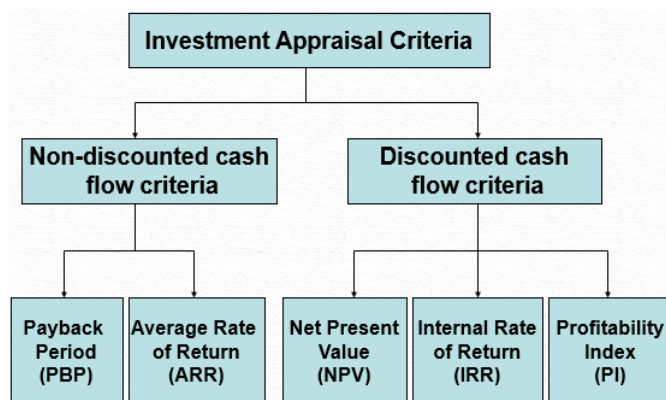 Investment Appraisal Criteria
Non-discounted cash
flow criteria
Discounted cash
flow criteria
Payback
Period
(PBP)
Average Rate
of Return
(ARR)
Net Present
Value
(NPV)
Internal Rate
of Return
(IRR)
Profitability
Index
(PI)